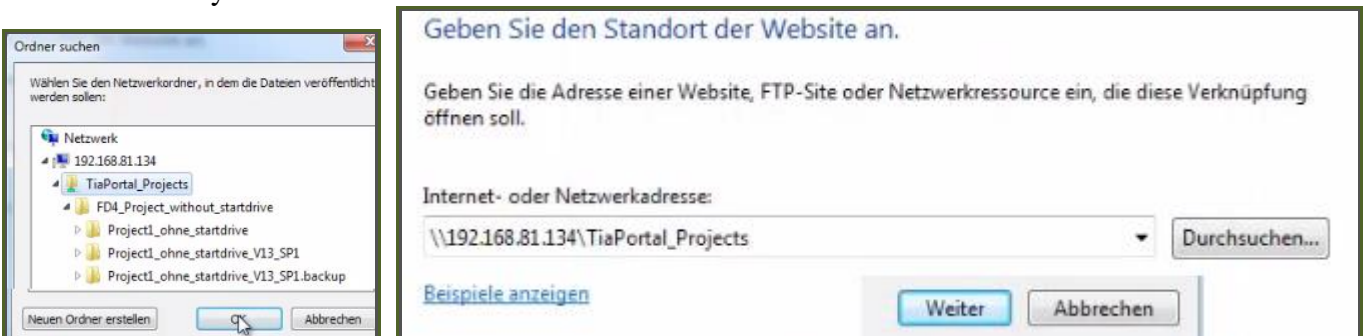 Ordner suchen
Wählen Sie den Netzwerkordner, in dem die Dateien veröffentlicht
werden sollen:
Netzwerk
192.168.81.134
TiaPortal_Projects
FD4_Project_without_startdrive
Project1_ohne_startdrive
Project1_ohne_startdrive_V13_SP1
Project1_ohne_startdrive_V13_SP1.backup
Neuen Ordner erstellen
OK
Abbrechen
Geben Sie den Standort der Website an.
Geben Sie die Adresse einer Website, FTP-Site oder Netzwerkressource ein, die diese Verknüpfung
öffnen soll.
Internet- oder Netzwerkadresse:
\\192.168.81.134\TiaPortal_Projects
Durchsuchen...
Beispiele anzeigen
Weiter
Abbrechen